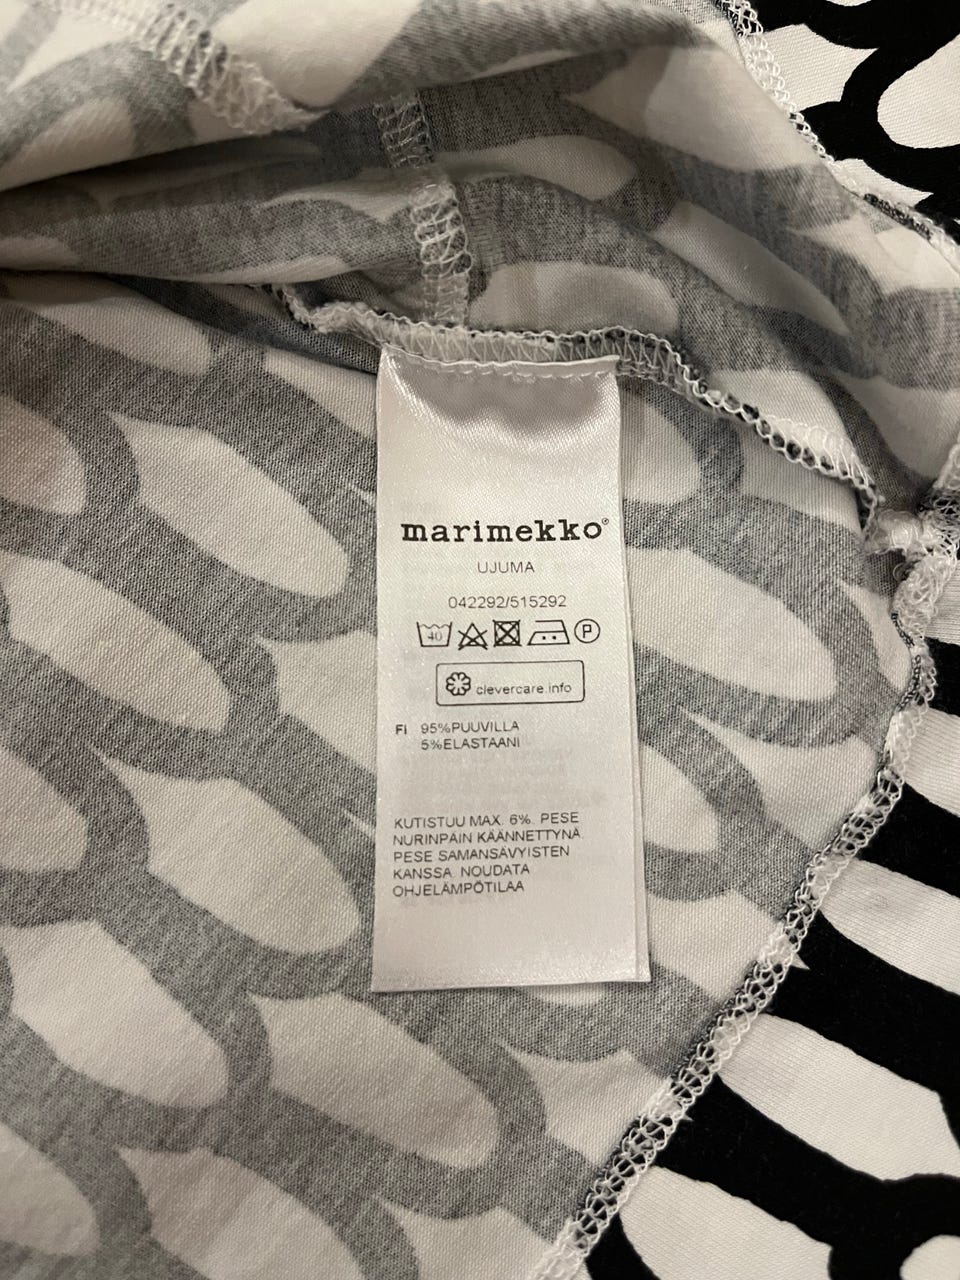 marimekko®
UJUMA
042292/515292
40 P
clevercare.info
FI 95%PUUVILLA
5%ELASTAANI
KUTISTUU MAX. 6%. PESE
NURINPÄIN KÄÄNNETTYNÄ.
PESE SAMANSÄVYISTEN
KANSSA. NOUDATA
OHJELÄMPÖTILAA